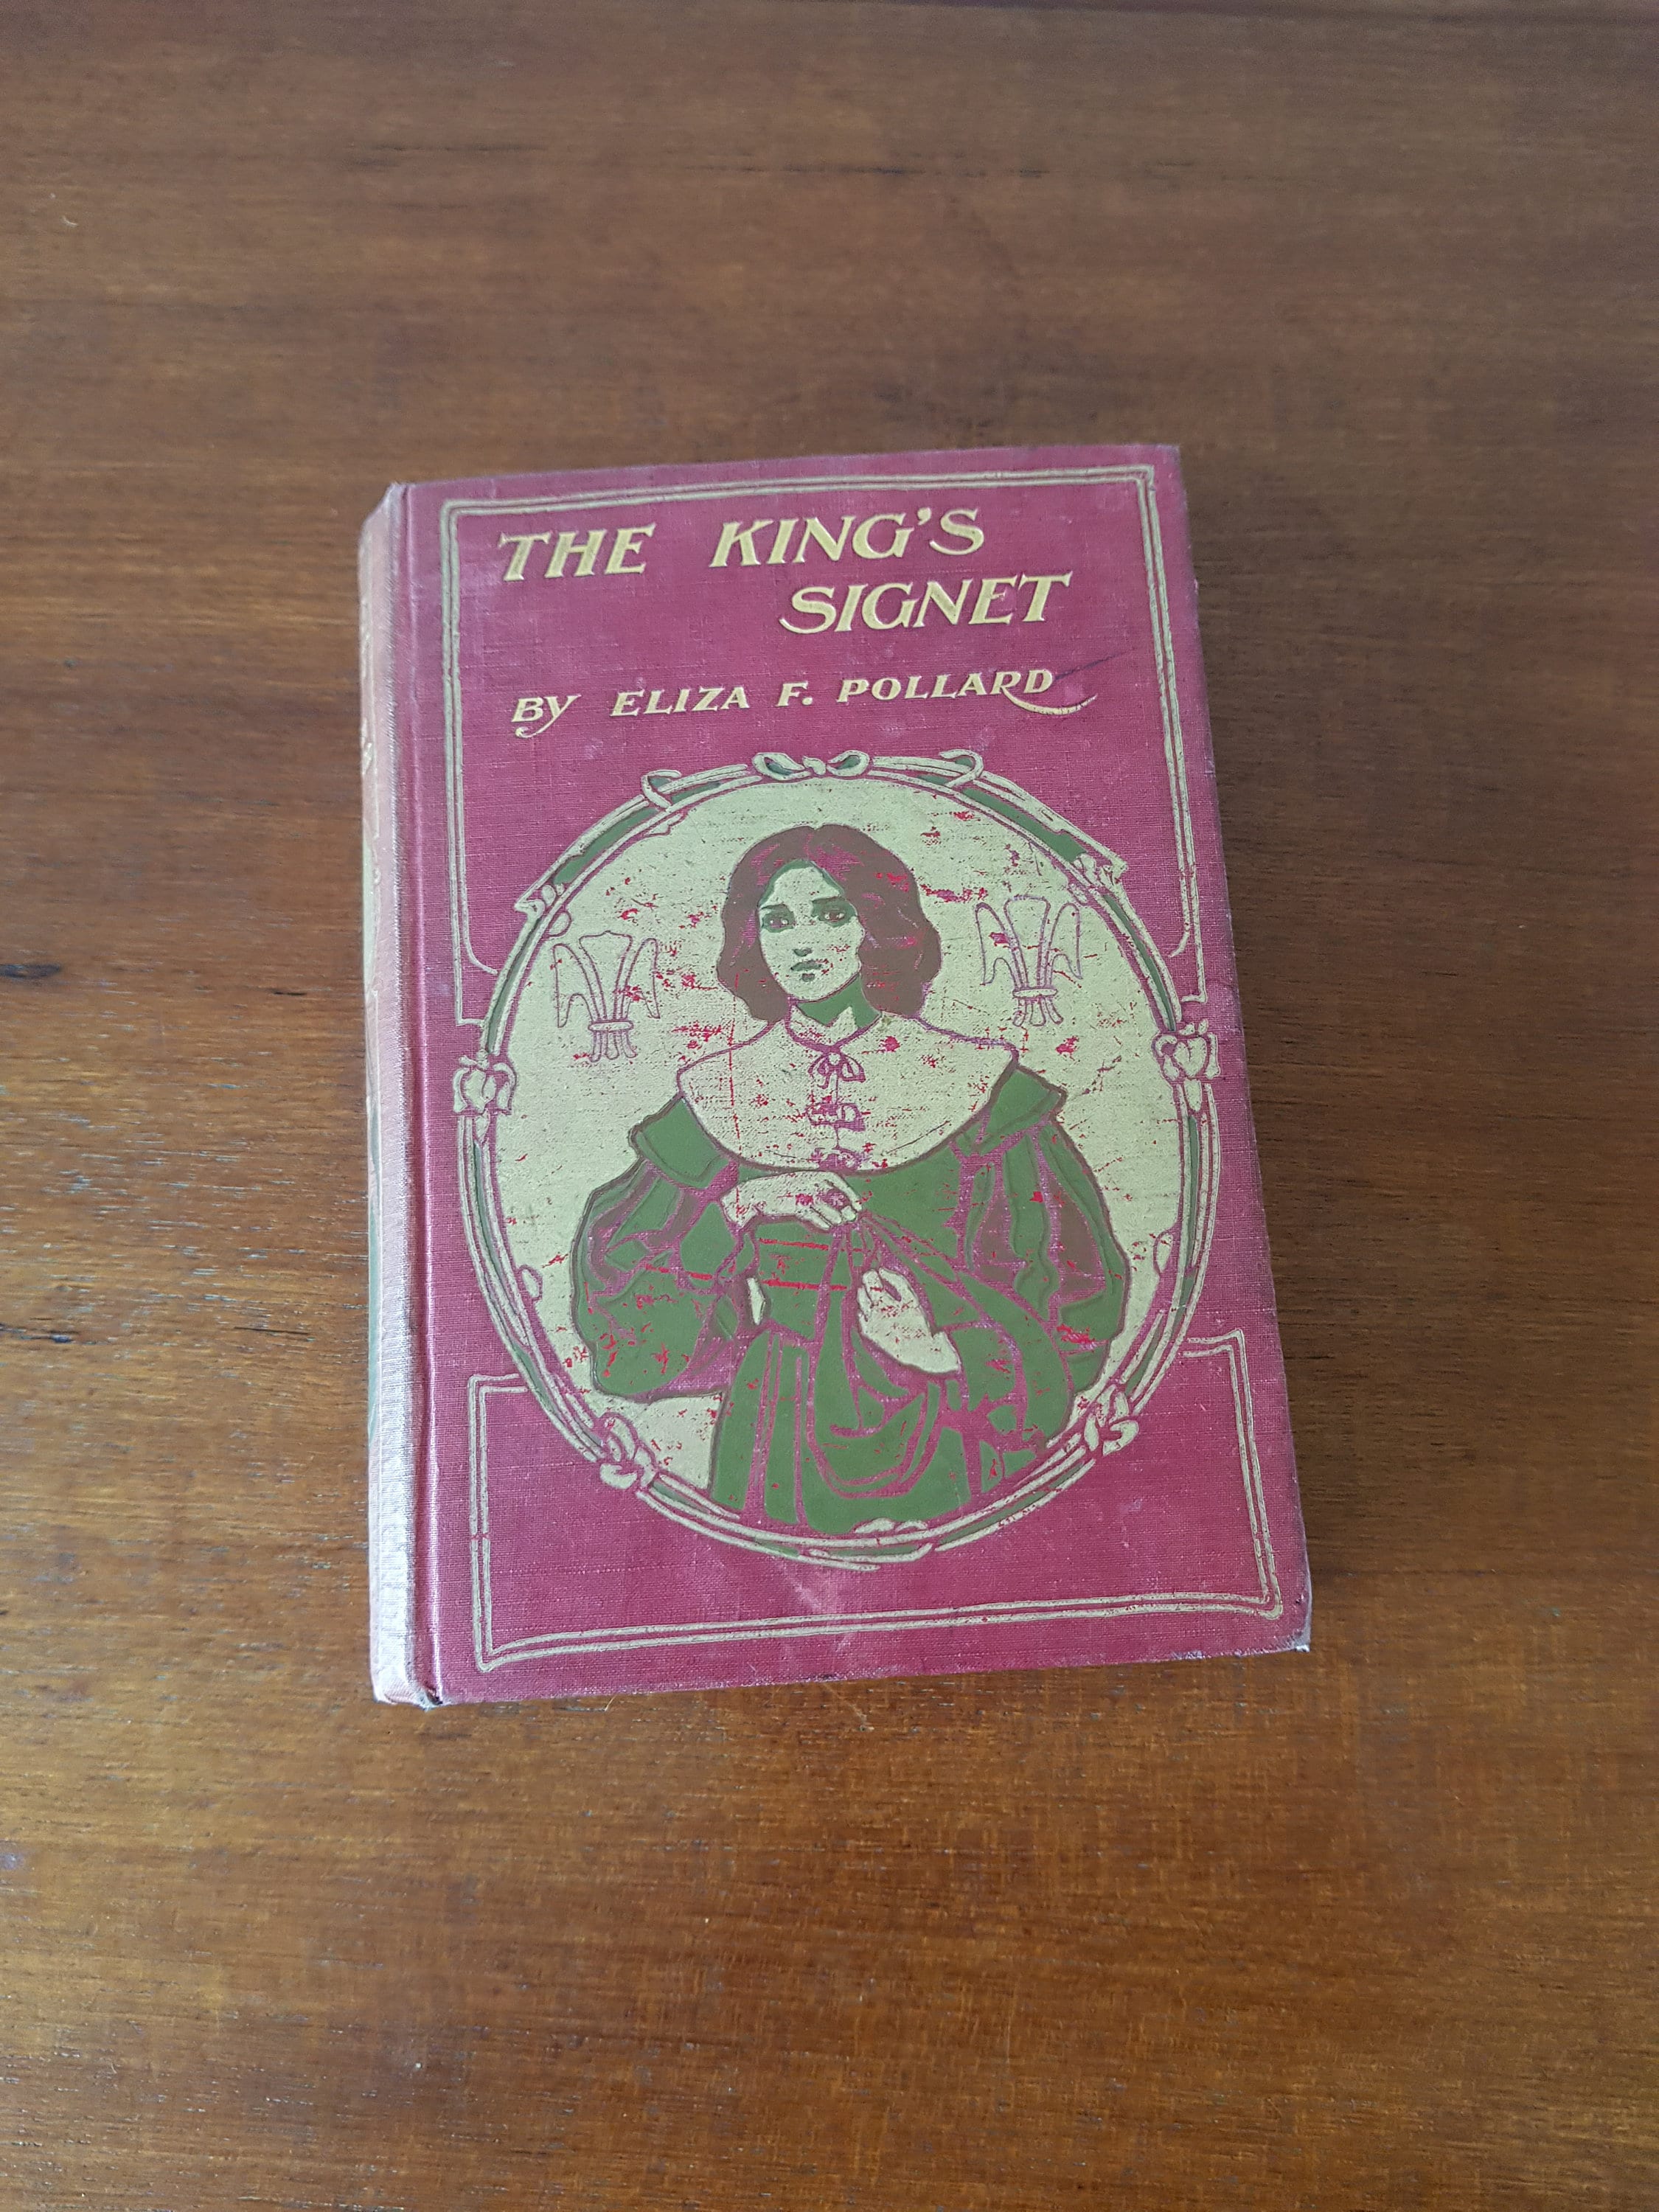 THE KING'S
SIGNET
BY ELIZA F. POLLARD